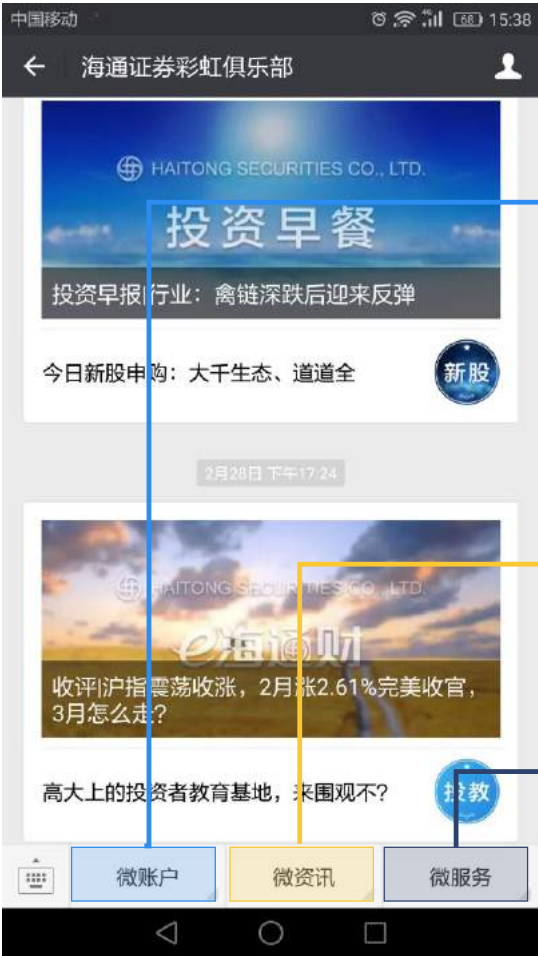 中国移动
68 15:38
海通证券彩虹俱乐部
HAITONG SECURITIES CO., LTD.
投资早餐
投资早报|行业：禽链深跌后迎来反弹
今日新股申购：大千生态、道道全
新股
2月28日 下午17:24
HAITONG SECURITIES CO., LTD.
e海通财
收评|沪指震荡收涨，2月涨2.61%完美收官，
3月怎么走？
高大上的投资者教育基地，来围观不？
投教
微账户
微资讯
微服务